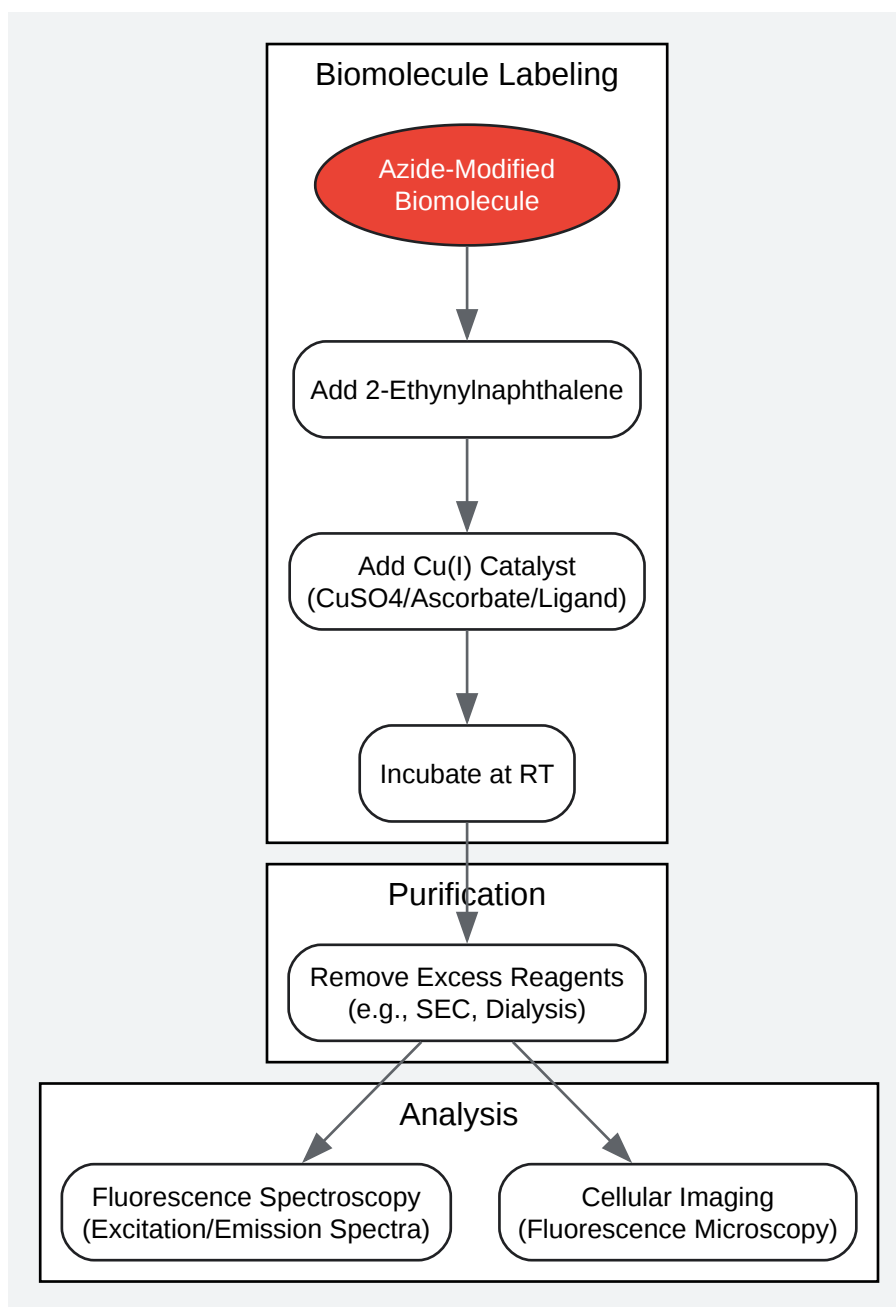 Biomolecule Labeling
Azide-Modified
Biomolecule
Add 2-Ethynylnaphthalene
Add Cu(I) Catalyst
(CuSO4/Ascorbate/Ligand)
Incubate at RT
Purification
Remove Excess Reagents
(e.g., SEC, Dialysis)
Analysis
Fluorescence Spectroscopy
(Excitation/Emission Spectra)
Cellular Imaging
(Fluorescence Microscopy)